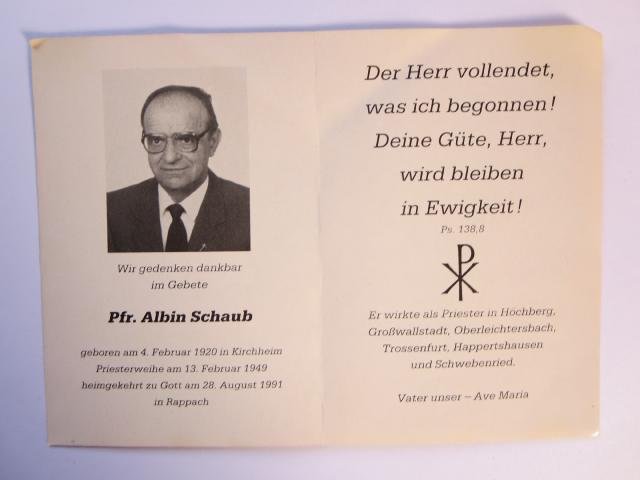 Wir gedenken dankbar
im Gebete
Pfr. Albin Schaub
geboren am 4. Februar 1920 in Kirchheim
Priesterweihe am 13. Februar 1949
heimgekehrt zu Gott am 28. August 1991
in Rappach
Der Herr vollendet,
was ich begonnen!
Deine Güte, Herr,
wird bleiben
in Ewigkeit!
Ps. 138,8
Er wirkte als Priester in Höchberg,
Großwallstadt, Oberleichtersbach,
Trossenfurt, Happertshausen
und Schwebenried.
Vater unser – Ave Maria